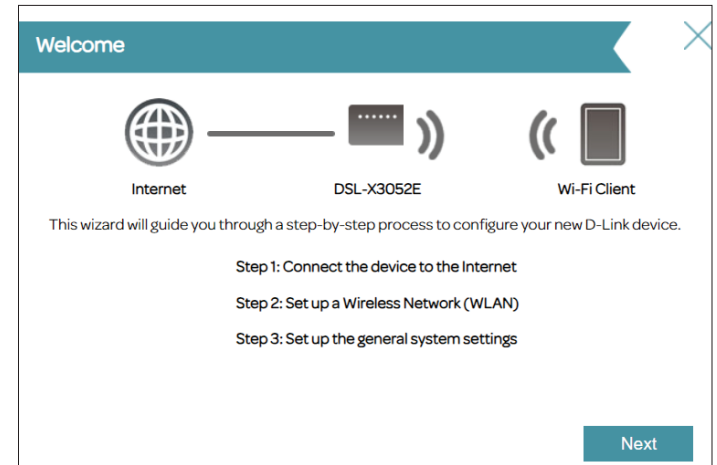 Welcome
Internet
DSL-X3052E
Wi-Fi Client
This wizard will guide you through a step-by-step process to configure your new D-Link device.
Step 1: Connect the device to the Internet
Step 2: Set up a Wireless Network (WLAN)
Step 3: Set up the general system settings
Next